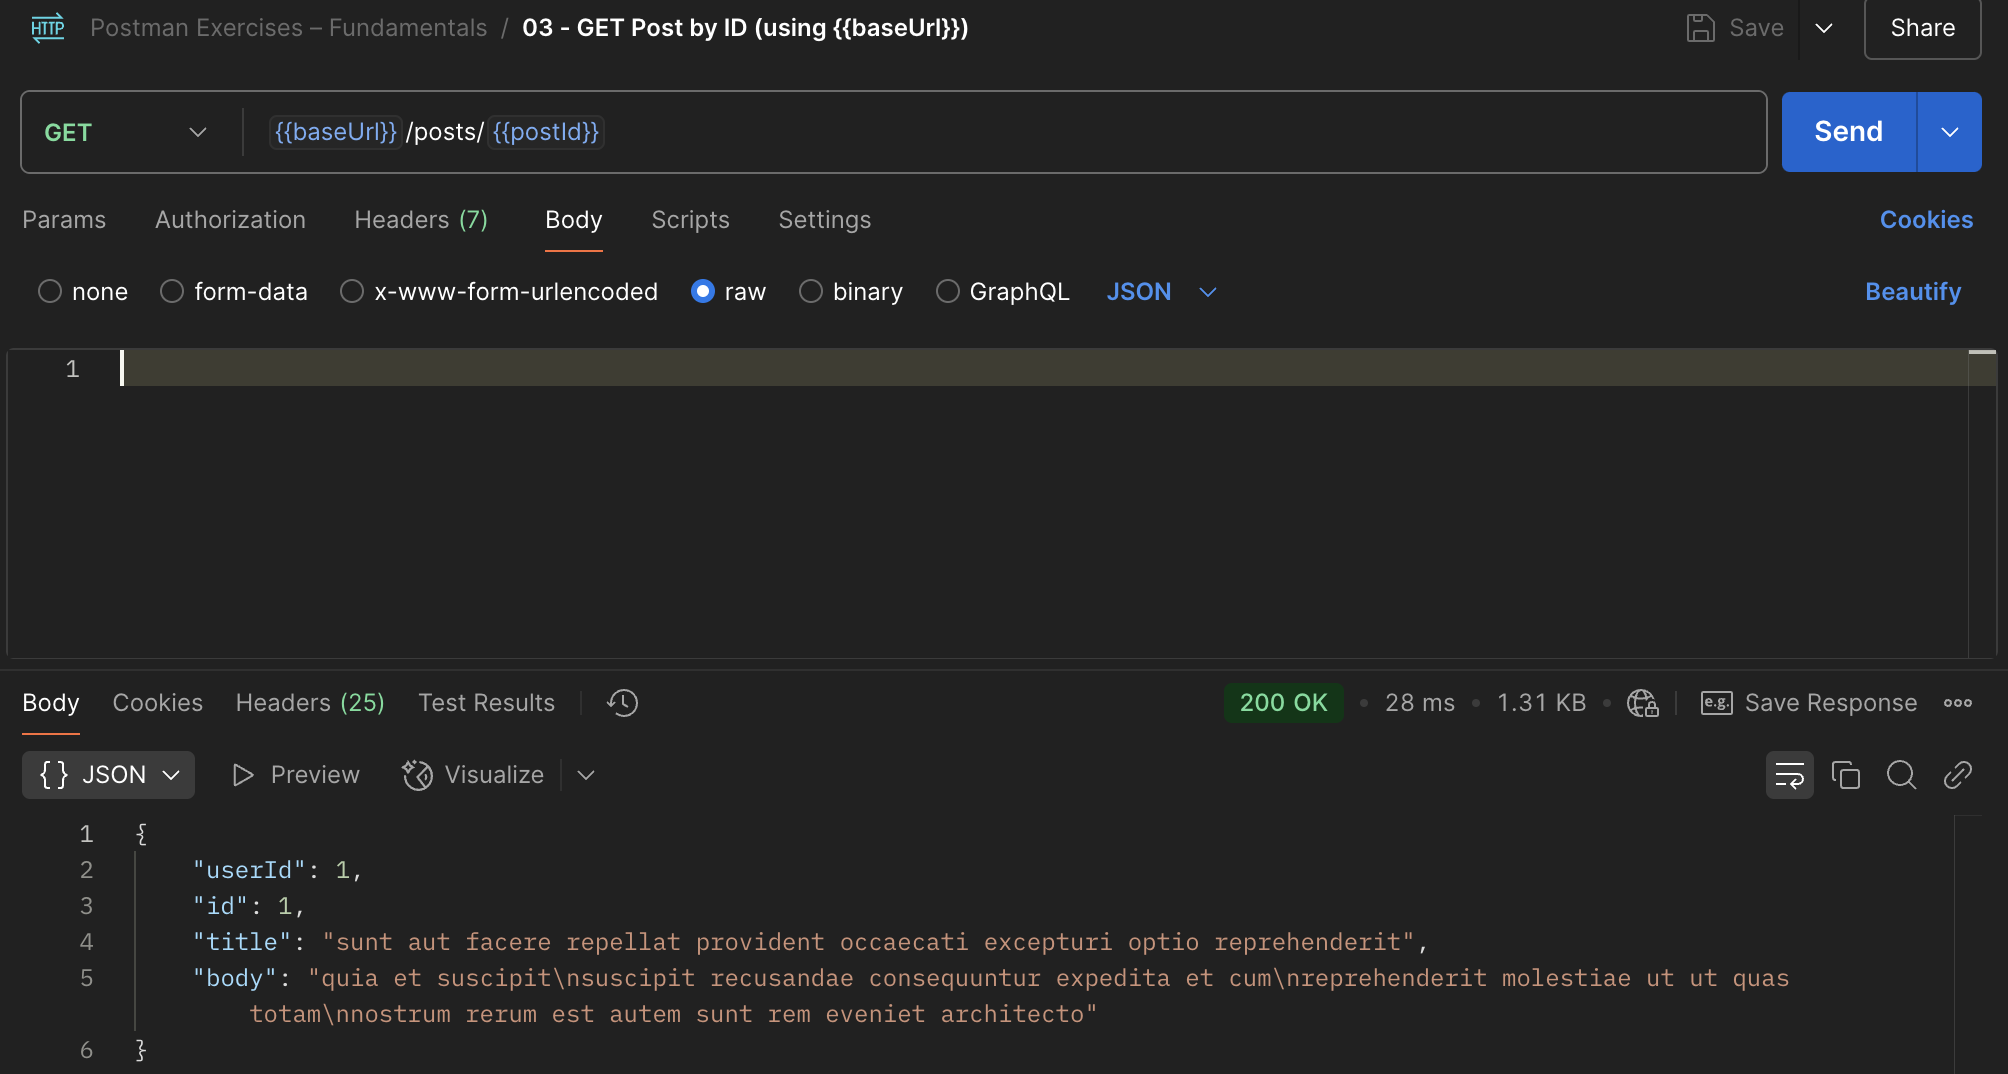 HTTP Postman Exercises – Fundamentals / 03 - GET Post by ID (using {{baseUrl}}) Save Share
GET {{baseUrl}}/posts/{{postId}} Send
Params Authorization Headers (7) Body Scripts Settings Cookies
none form-data x-www-form-urlencoded raw binary GraphQL JSON Beautify
1
Body Cookies Headers (25) Test Results 200 OK • 28 ms • 1.31 KB • e.g. Save Response
{ } JSON Preview Visualize
1 {
2 "userId": 1,
3 "id": 1,
4 "title": "sunt aut facere repellat provident occaecati excepturi optio reprehenderit",
5 "body": "quia et suscipit\nsuscipit recusandae consequuntur expedita et cum\nreprehenderit molestiae ut ut quas
totam\nnostrum rerum est autem sunt rem eveniet architecto"
6 }